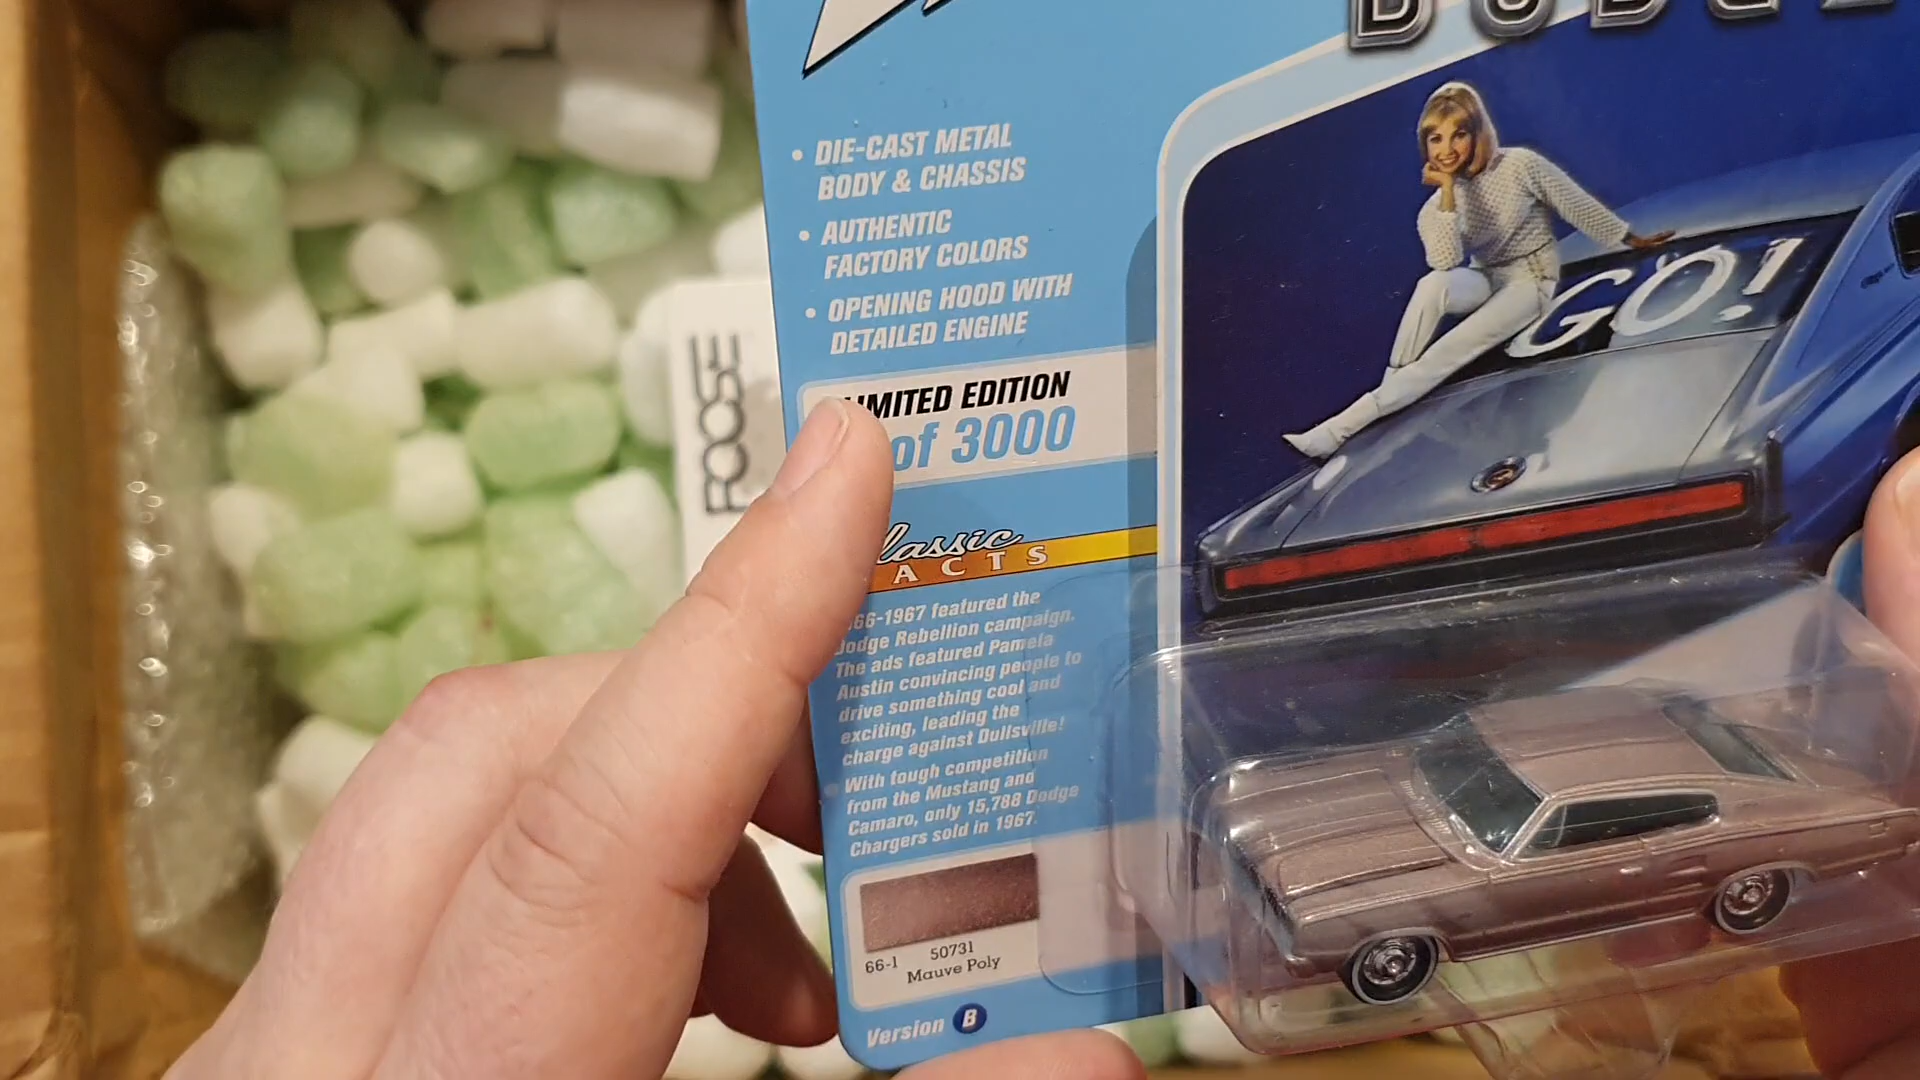 DODGE
• DIE-CAST METAL
BODY & CHASSIS
• AUTHENTIC
FACTORY COLORS
• OPENING HOOD WITH
DETAILED ENGINE
LIMITED EDITION
of 3000
GO!
FOOSE
Classic
ACTS
66-1967 featured the
Dodge Rebellion campaign.
The ads featured Pamela
Austin convincing people to
drive something cool and
exciting, leading the
charge against Dullsville!
With tough competition
from the Mustang and
Camaro, only 15,788 Dodge
Chargers sold in 1967.
66-1 50731
Mauve Poly
Version B